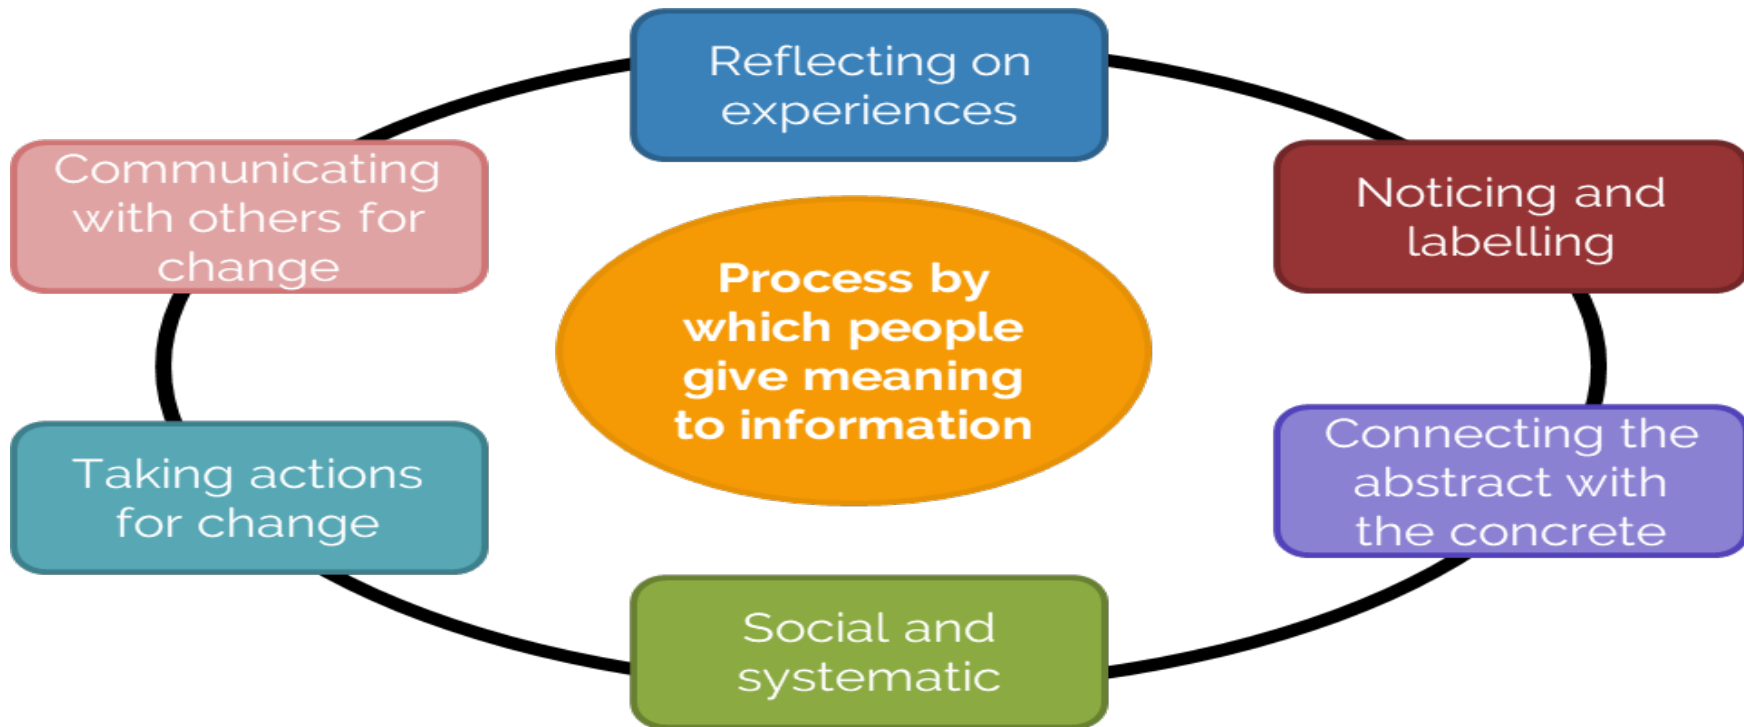 Reflecting on
experiences
Noticing and
labelling
Connecting the
abstract with
the concrete
Social and
systematic
Taking actions
for change
Communicating
with others for
change
Process by
which people
give meaning
to information